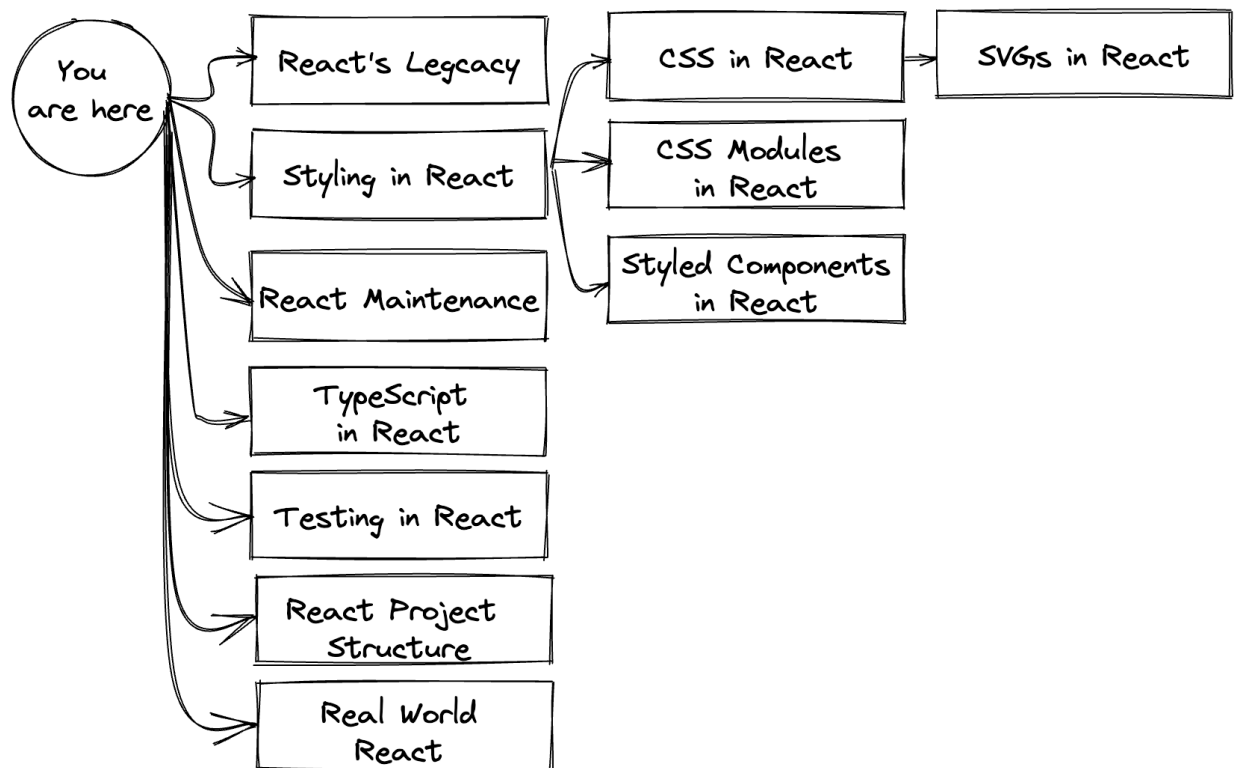 You
are here
React's Legcacy
CSS in React
SVGs in React
Styling in React
CSS Modules
in React
Styled Components
in React
React Maintenance
TypeScript
in React
Testing in React
React Project
Structure
Real World
React